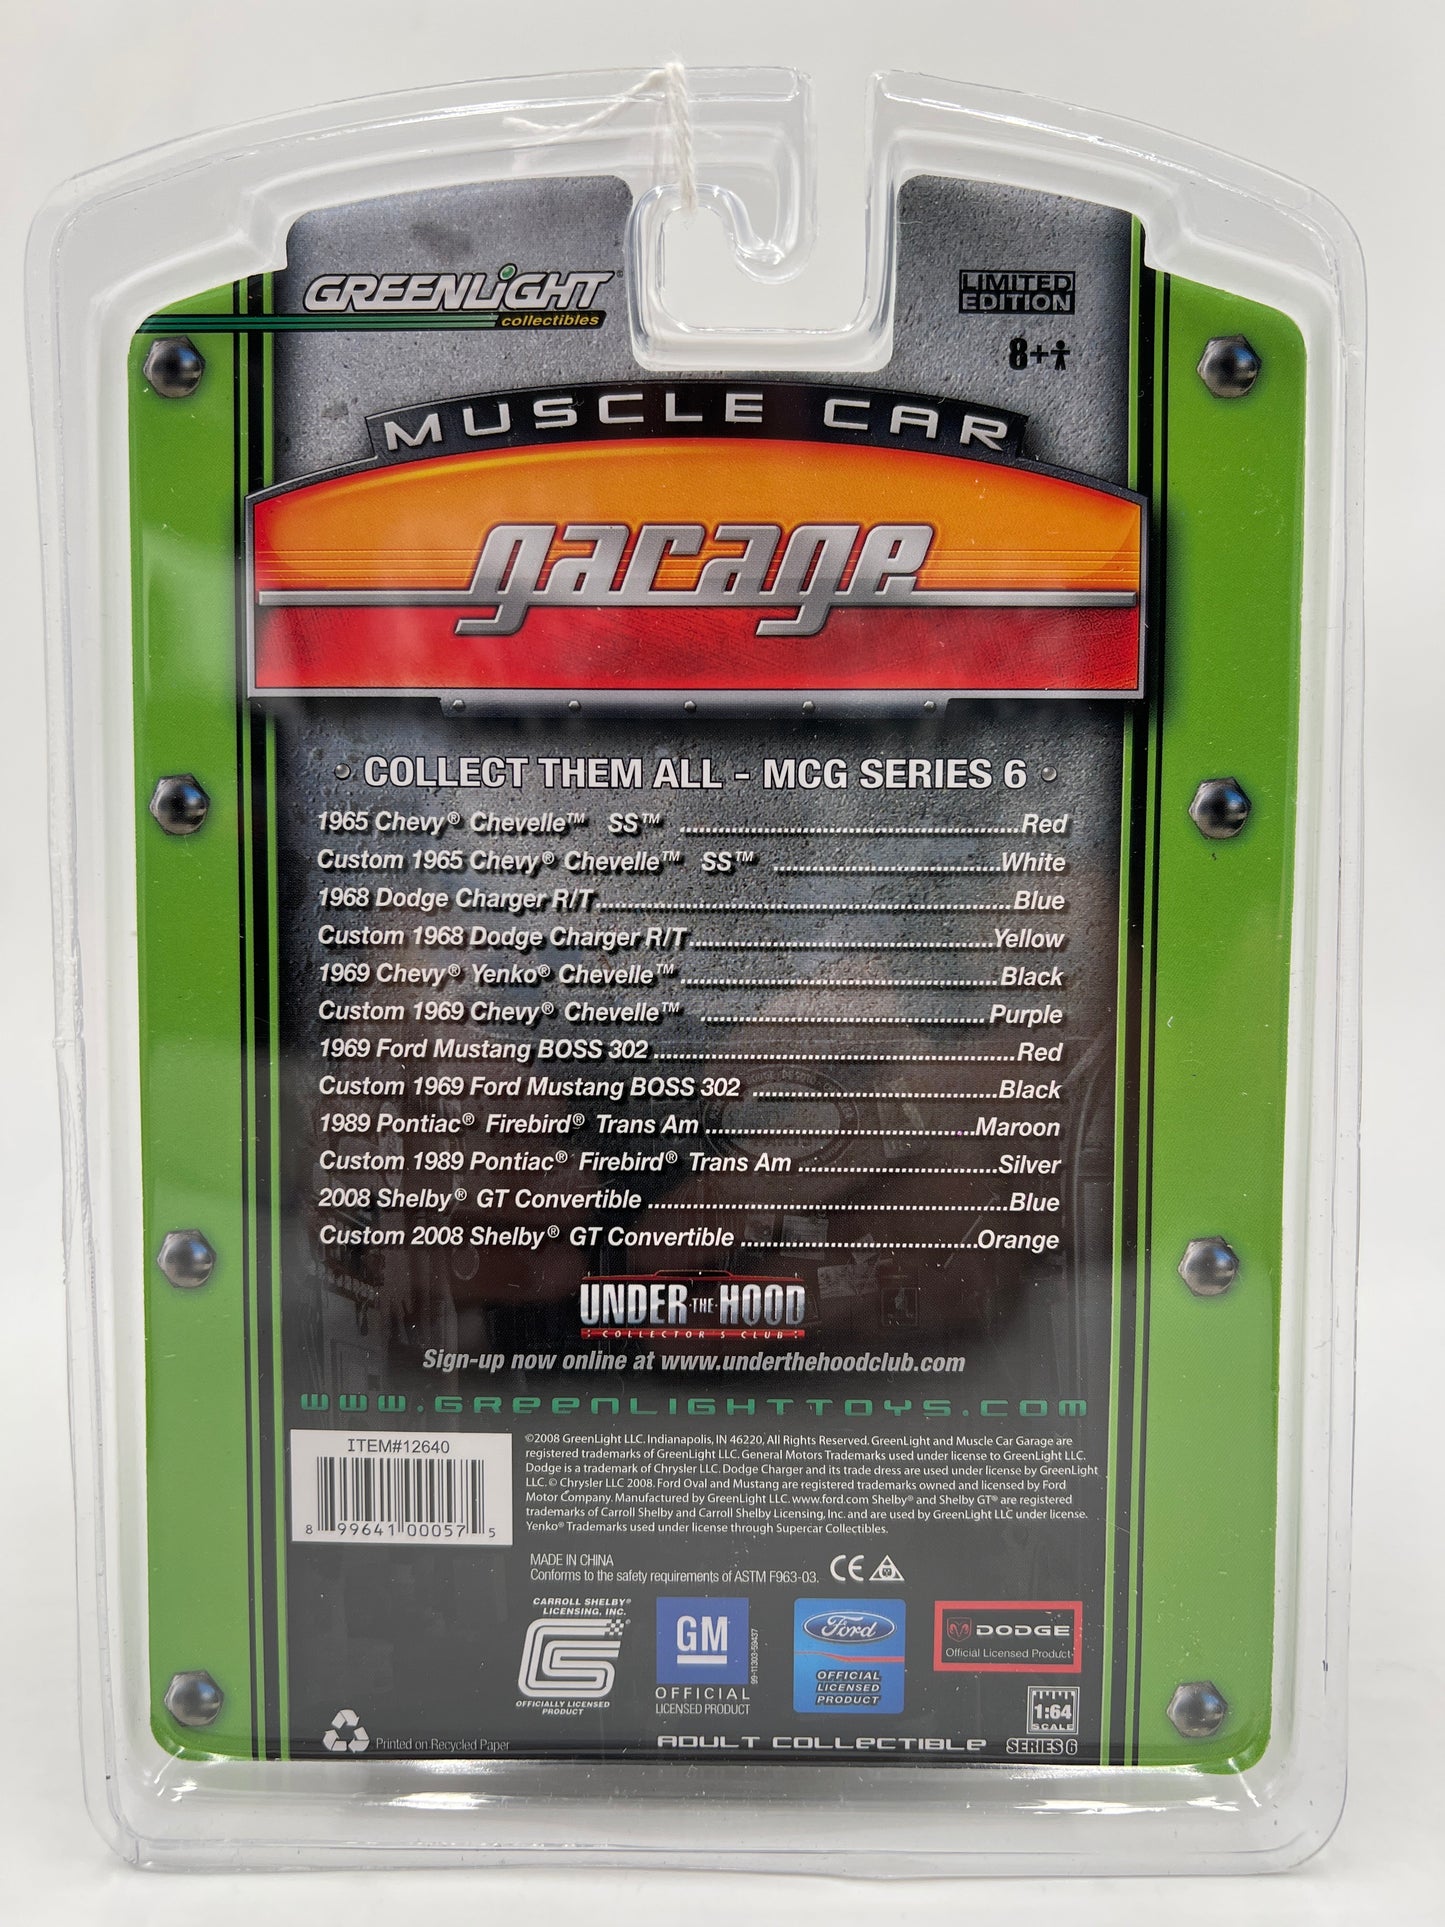 GREENLIGHT®
collectibles
LIMITED
EDITION
8+
MUSCLE CAR
garage
COLLECT THEM ALL - MCG SERIES 6
1965 Chevy® Chevelle™ SS™ ........Red
Custom 1965 Chevy® Chevelle™ SS™ ........White
1968 Dodge Charger R/T........Blue
Custom 1968 Dodge Charger R/T........Yellow
1969 Chevy® Yenko® Chevelle™ ........Black
Custom 1969 Chevy® Chevelle™ ........Purple
1969 Ford Mustang BOSS 302 ........Red
Custom 1969 Ford Mustang BOSS 302 ........Black
1989 Pontiac® Firebird® Trans Am ........Maroon
Custom 1989 Pontiac® Firebird® Trans Am ........Silver
2008 Shelby® GT Convertible ........Blue
Custom 2008 Shelby® GT Convertible ........Orange
UNDER·THE·HOOD
COLLECTOR'S CLUB
Sign-up now online at www.underthehoodclub.com
WWW.GREENLIGHTTOYS.COM
ITEM#12640
8 99641 00057 5
©2008 GreenLight LLC. Indianapolis, IN 46220, All Rights Reserved. GreenLight and Muscle Car Garage are
registered trademarks of GreenLight LLC. General Motors Trademarks used under license to GreenLight LLC.
Dodge is a trademark of Chrysler LLC. Dodge Charger and its trade dress are used under license by GreenLight
LLC. © Chrysler LLC 2008. Ford Oval and Mustang are registered trademarks owned and licensed by Ford
Motor Company. Manufactured by GreenLight LLC. www.ford.com Shelby® and Shelby GT® are registered
trademarks of Carroll Shelby and Carroll Shelby Licensing, Inc. and are used by GreenLight LLC under license.
Yenko® Trademarks used under license through Supercar Collectibles.
MADE IN CHINA
Conforms to the safety requirements of ASTM F963-03. CE
CARROLL SHELBY®
LICENSING, INC.
CS
OFFICIALLY LICENSED
PRODUCT
GM
OFFICIAL
LICENSED PRODUCT
99-11303-59437
Ford
OFFICIAL
LICENSED
PRODUCT
DODGE
Official Licensed Product
1:64
SCALE
SERIES 6
Printed on Recycled Paper
ADULT COLLECTIBLE